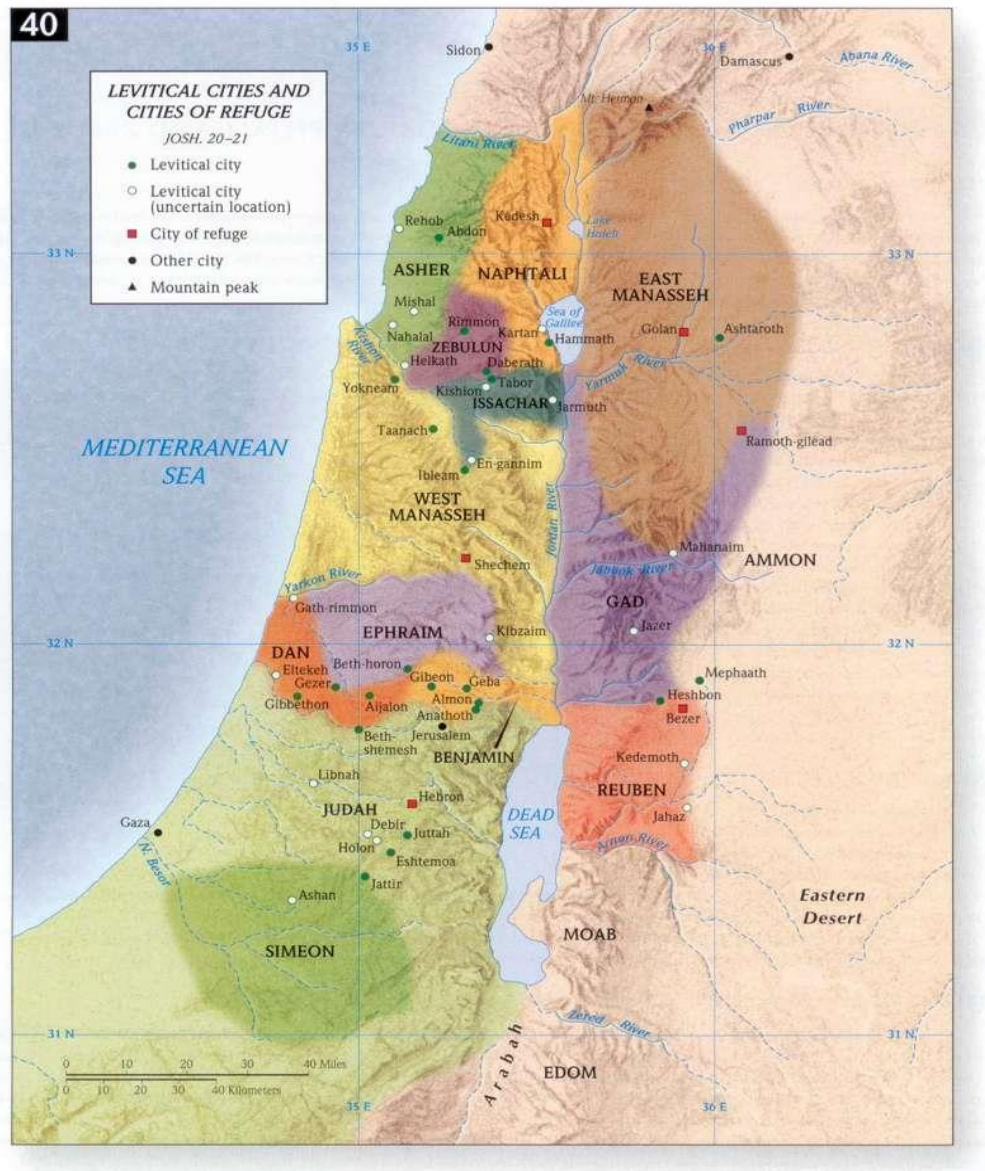 40
35 E
36 E
Sidon
Damascus
Abana River
LEVITICAL CITIES AND
CITIES OF REFUGE
JOSH. 20–21
Levitical city
Levitical city
(uncertain location)
City of refuge
Other city
Mountain peak
Mt. Hermon
Pharpar River
Litani River
Rehob
Abdon
Kadesh
Lake
Huleh
33 N
33 N
ASHER
NAPHTALI
EAST
MANASSEH
Mishal
Nahalal
Kishon
River
Rimmon
Kartan
Sea of
Galilee
Hammath
Golan
Ashtaroth
ZEBULUN
Helkath
Daberath
Yarmuk River
Yokneam
Kishion
Tabor
ISSACHAR
Jarmuth
Taanach
Ramoth-gilead
MEDITERRANEAN
SEA
En-gannim
Ibleam
WEST
MANASSEH
Jordan River
Shechem
Mahanaim
AMMON
Jabbok River
Yarkon River
Gath-rimmon
GAD
EPHRAIM
Kibzaim
Jazer
32 N
32 N
DAN
Eltekeh
Beth-horon
Gezer
Gibeon
Geba
Mephaath
Gibbethon
Aijalon
Almon
Heshbon
Anathoth
Bezer
Beth-
shemesh
Jerusalem
BENJAMIN
Kedemoth
Libnah
JUDAH
Hebron
REUBEN
DEAD
SEA
Jahaz
Gaza
Debir
Juttah
Holon
Arnon River
N. Besor
Eshtemoa
Jattir
Ashan
Eastern
Desert
SIMEON
MOAB
Zered River
31 N
31 N
Arabah
EDOM
0 10 20 30 40 Miles
0 10 20 30 40 Kilometers
35 E
36 E